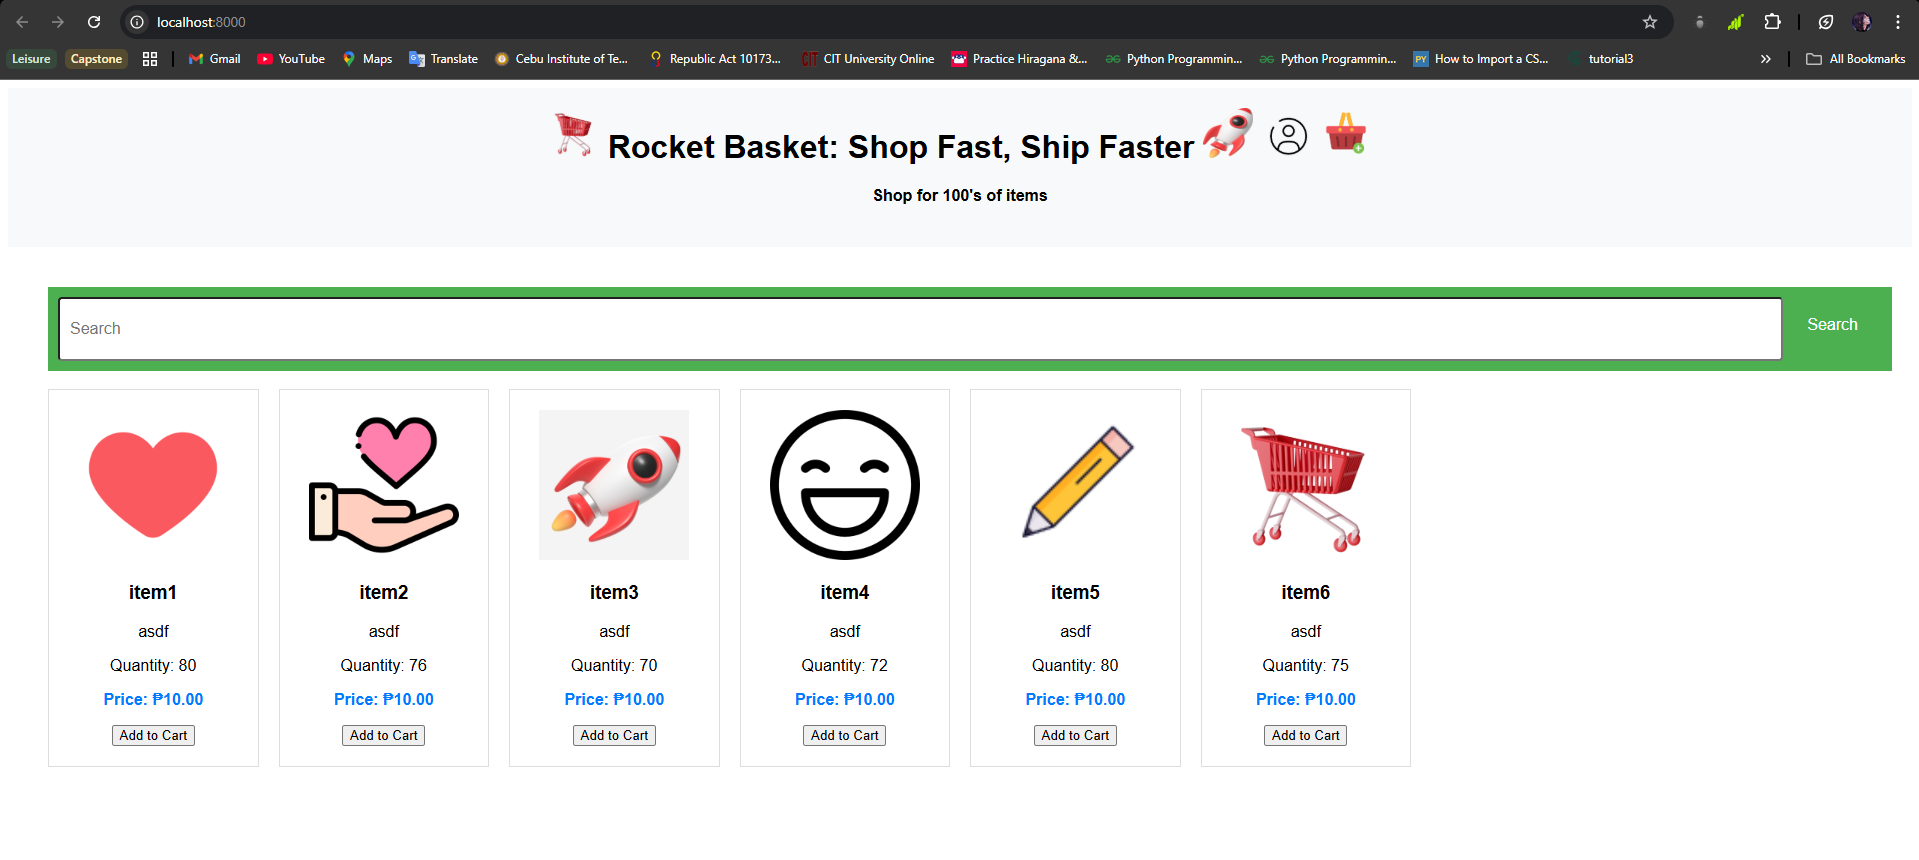 localhost:8000
Leisure Capstone Gmail YouTube Maps Translate Cebu Institute of Te... Republic Act 10173... CIT University Online Practice Hiragana &... Python Programmin... Python Programmin... PY How to Import a CS... tutorial3 All Bookmarks
Rocket Basket: Shop Fast, Ship Faster
Shop for 100's of items
Search Search
item1 item2 item3 item4 item5 item6
asdf asdf asdf asdf asdf asdf
Quantity: 80 Quantity: 76 Quantity: 70 Quantity: 72 Quantity: 80 Quantity: 75
Price: ₱10.00 Price: ₱10.00 Price: ₱10.00 Price: ₱10.00 Price: ₱10.00 Price: ₱10.00
Add to Cart Add to Cart Add to Cart Add to Cart Add to Cart Add to Cart